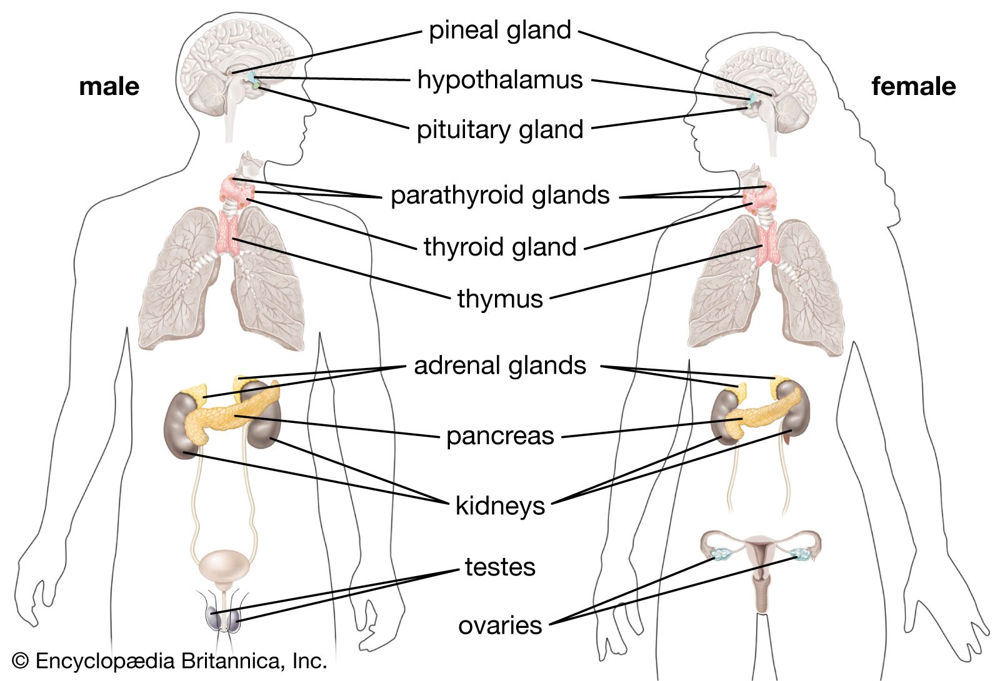 pineal gland
hypothalamus
male
female
pituitary gland
parathyroid glands
thyroid gland
thymus
adrenal glands
pancreas
kidneys
testes
ovaries
© Encyclopædia Britannica, Inc.